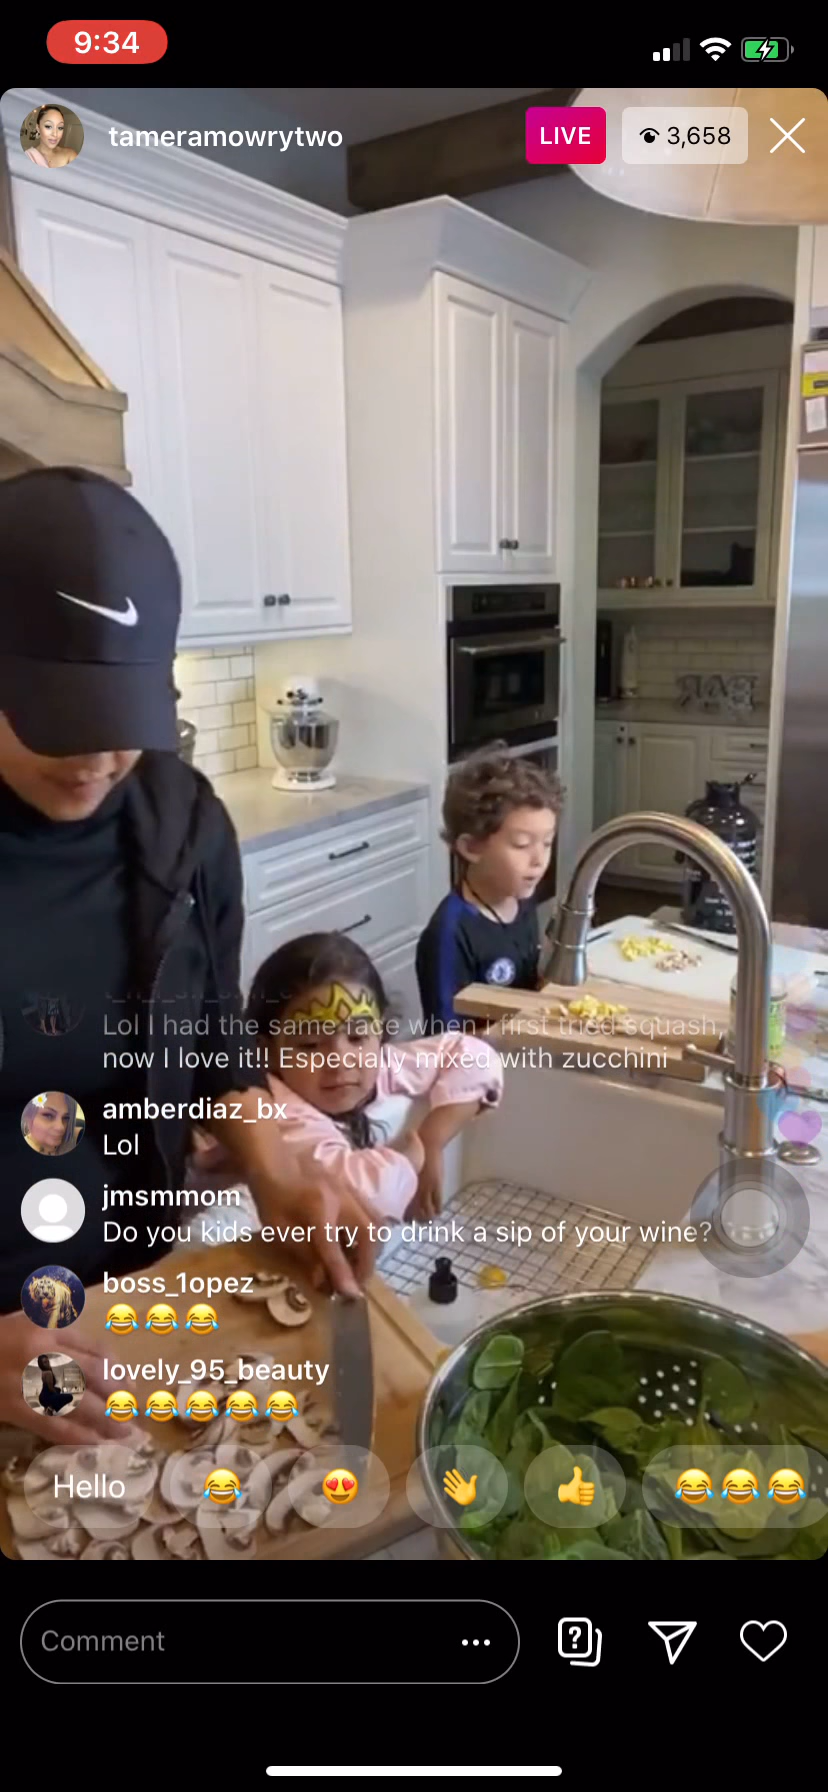 9:34
tameramowrytwo
LIVE
3,658
BAR
Lol I had the same face when i first tried squash,
now I love it!! Especially mixed with zucchini
amberdiaz_bx
Lol
jmsmmom
Do you kids ever try to drink a sip of your wine?
boss_1opez
😂😂😂
lovely_95_beauty
😂😂😂😂😂
Hello 😂 😍 👋 👍 😂😂😂
Comment